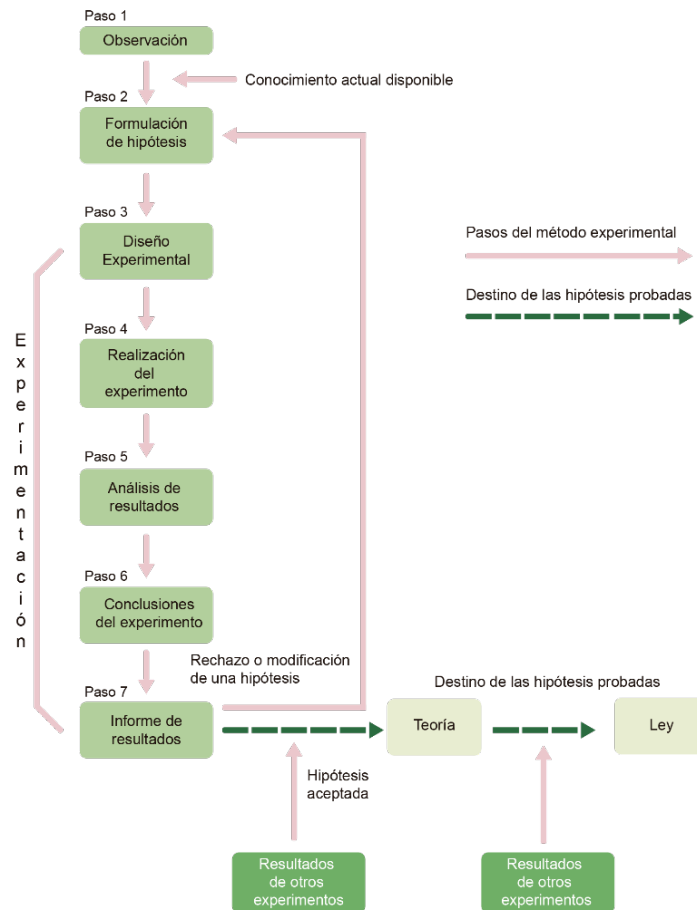 Paso 1
Observación
Conocimiento actual disponible
Paso 2
Formulación
de hipótesis
Paso 3
Diseño
Experimental
Pasos del método experimental
Destino de las hipótesis probadas
Experimentación
Paso 4
Realización
del
experimento
Paso 5
Análisis de
resultados
Paso 6
Conclusiones
del experimento
Rechazo o modificación
de una hipótesis
Paso 7
Informe de
resultados
Destino de las hipótesis probadas
Teoría
Ley
Hipótesis
aceptada
Resultados
de otros
experimentos
Resultados
de otros
experimentos